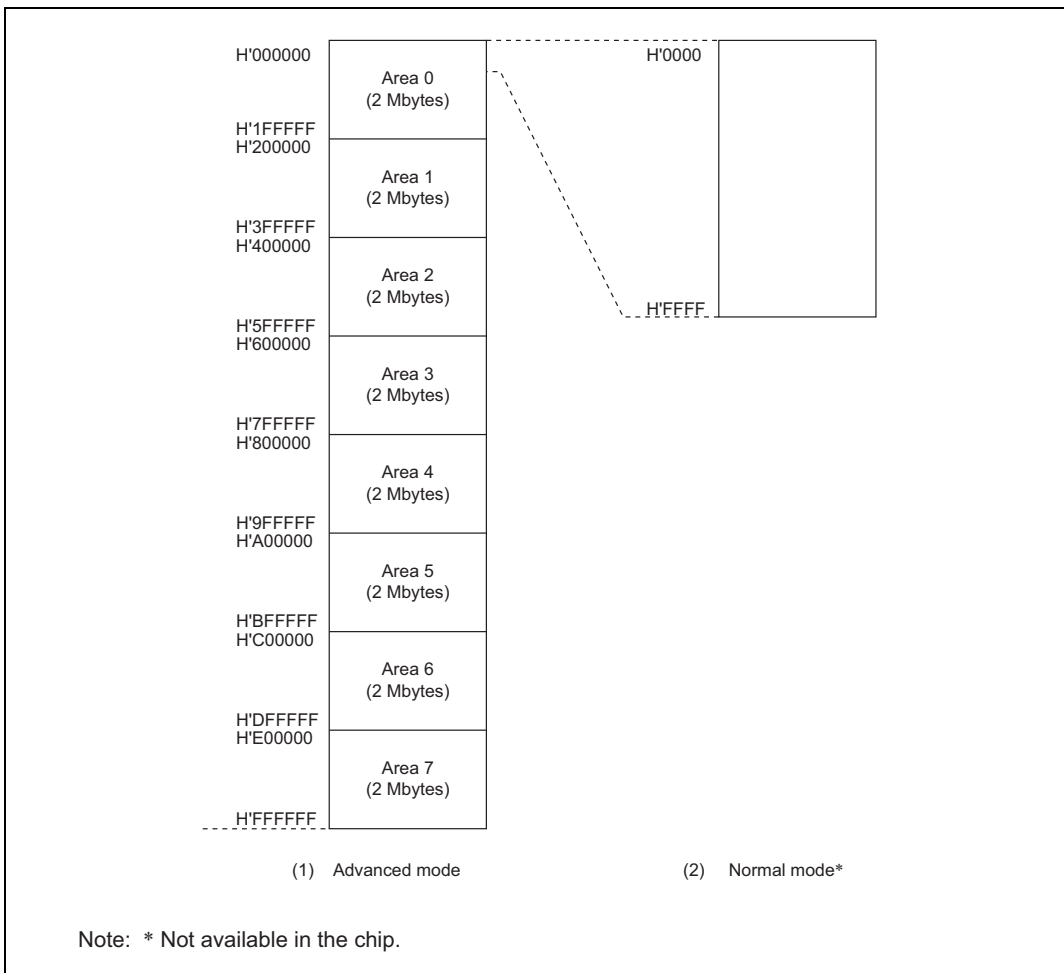 H'000000
Area 0
(2 Mbytes)
H'1FFFFF
H'200000
Area 1
(2 Mbytes)
H'3FFFFF
H'400000
Area 2
(2 Mbytes)
H'5FFFFF
H'600000
Area 3
(2 Mbytes)
H'7FFFFF
H'800000
Area 4
(2 Mbytes)
H'9FFFFF
H'A00000
Area 5
(2 Mbytes)
H'BFFFFF
H'C00000
Area 6
(2 Mbytes)
H'DFFFFF
H'E00000
Area 7
(2 Mbytes)
H'FFFFFF
(1) Advanced mode
H'0000
H'FFFF
(2) Normal mode*
Note: * Not available in the chip.